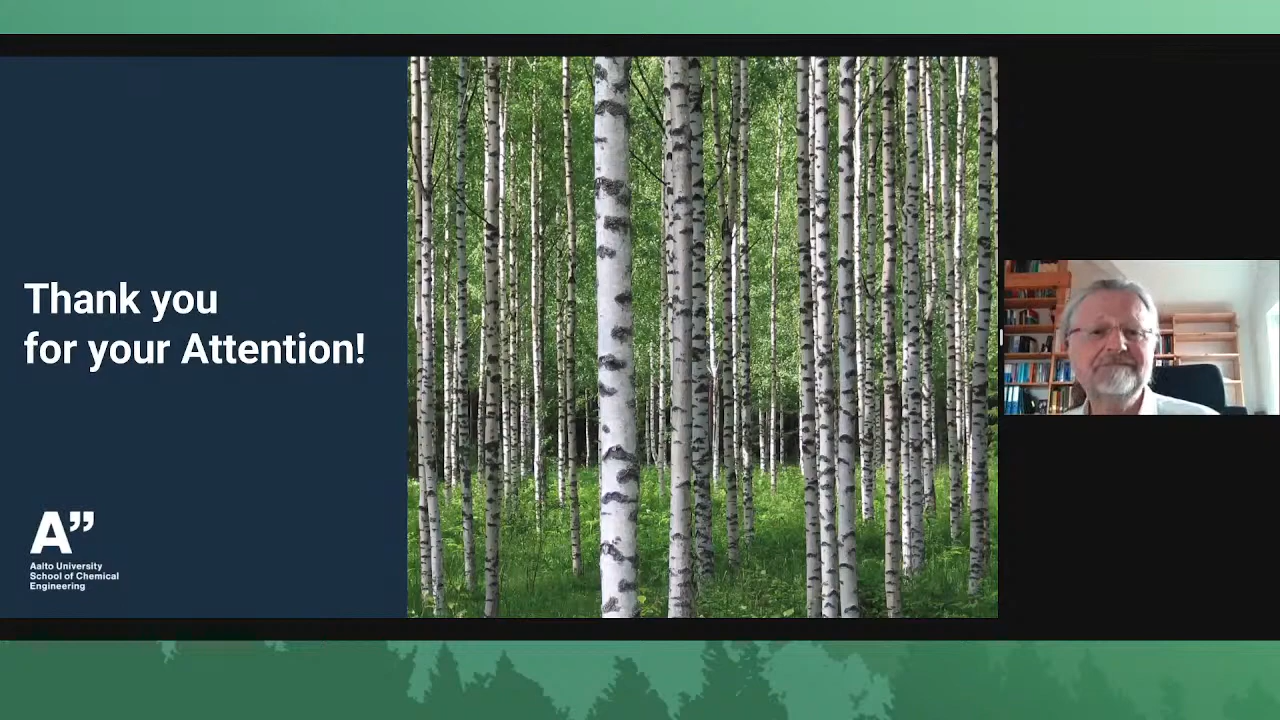 Thank you
for your Attention!
A”
Aalto University
School of Chemical
Engineering